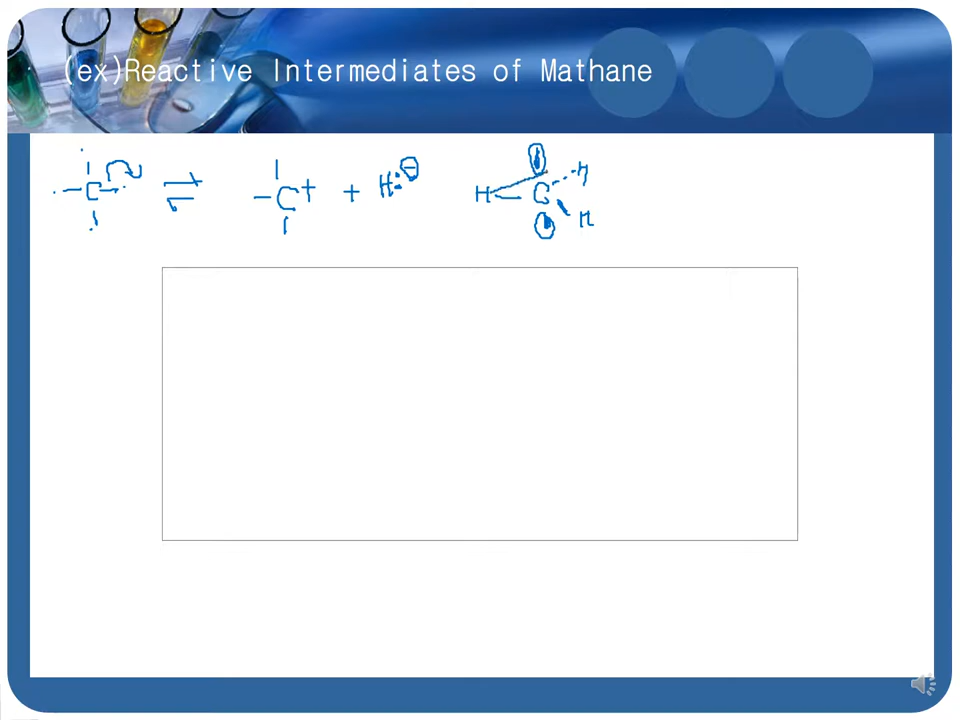 (ex)Reactive Intermediates of Mathane
C ⇌ C+ + H:⊖
H C H
H